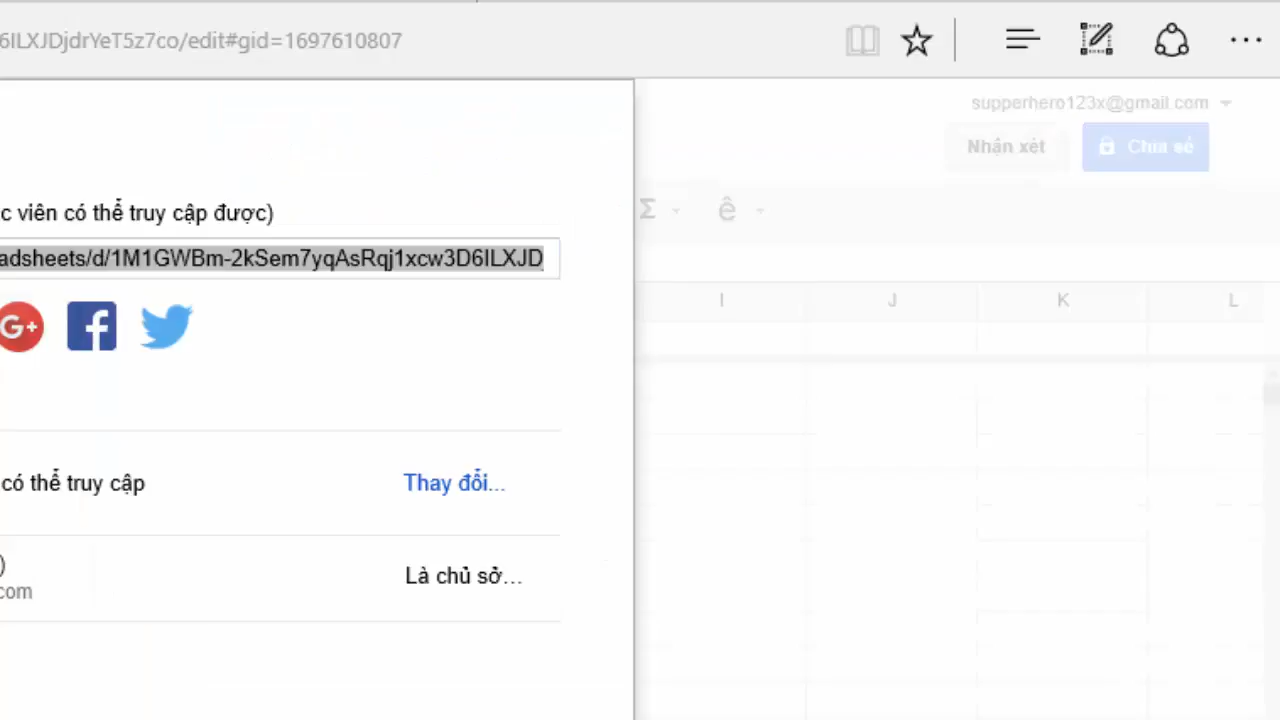 6ILXJDjdrYeT5z7co/edit#gid=1697610807
supperhero123x@gmail.com
Nhận xét
Chia sẻ
c viên có thể truy cập được)
Σ
ê
adsheets/d/1M1GWBm-2kSem7yqAsRqj1xcw3D6ILXJD
I J K L
G+ f
có thể truy cập
Thay đổi...
)
com
Là chủ sở...